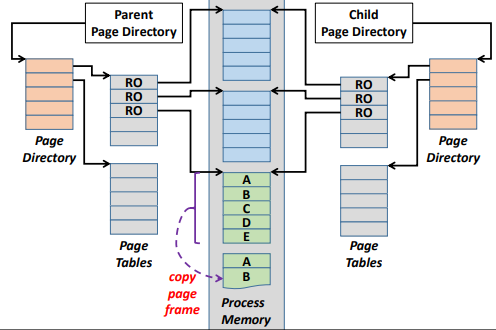 Parent
Page Directory
Child
Page Directory
RO
RO
RO
RO
RO
RO
Page
Directory
Page
Directory
A
B
C
D
E
Page
Tables
Page
Tables
A
B
copy
page
frame
Process
Memory